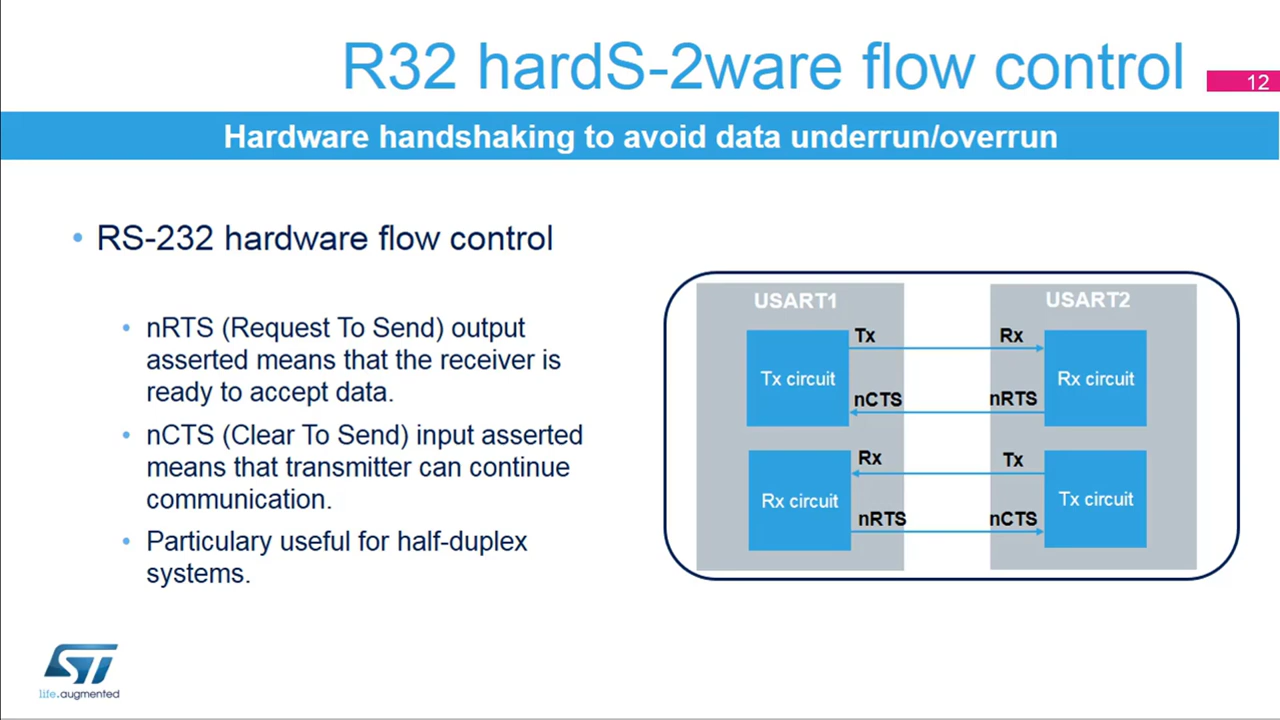 R32 hardS-2ware flow control
12
Hardware handshaking to avoid data underrun/overrun
• RS-232 hardware flow control
• nRTS (Request To Send) output
asserted means that the receiver is
ready to accept data.
• nCTS (Clear To Send) input asserted
means that transmitter can continue
communication.
• Particulary useful for half-duplex
systems.
USART1
USART2
Tx
Rx
Tx circuit
Rx circuit
nCTS
nRTS
Rx
Tx
Rx circuit
Tx circuit
nRTS
nCTS
ST
life.augmented